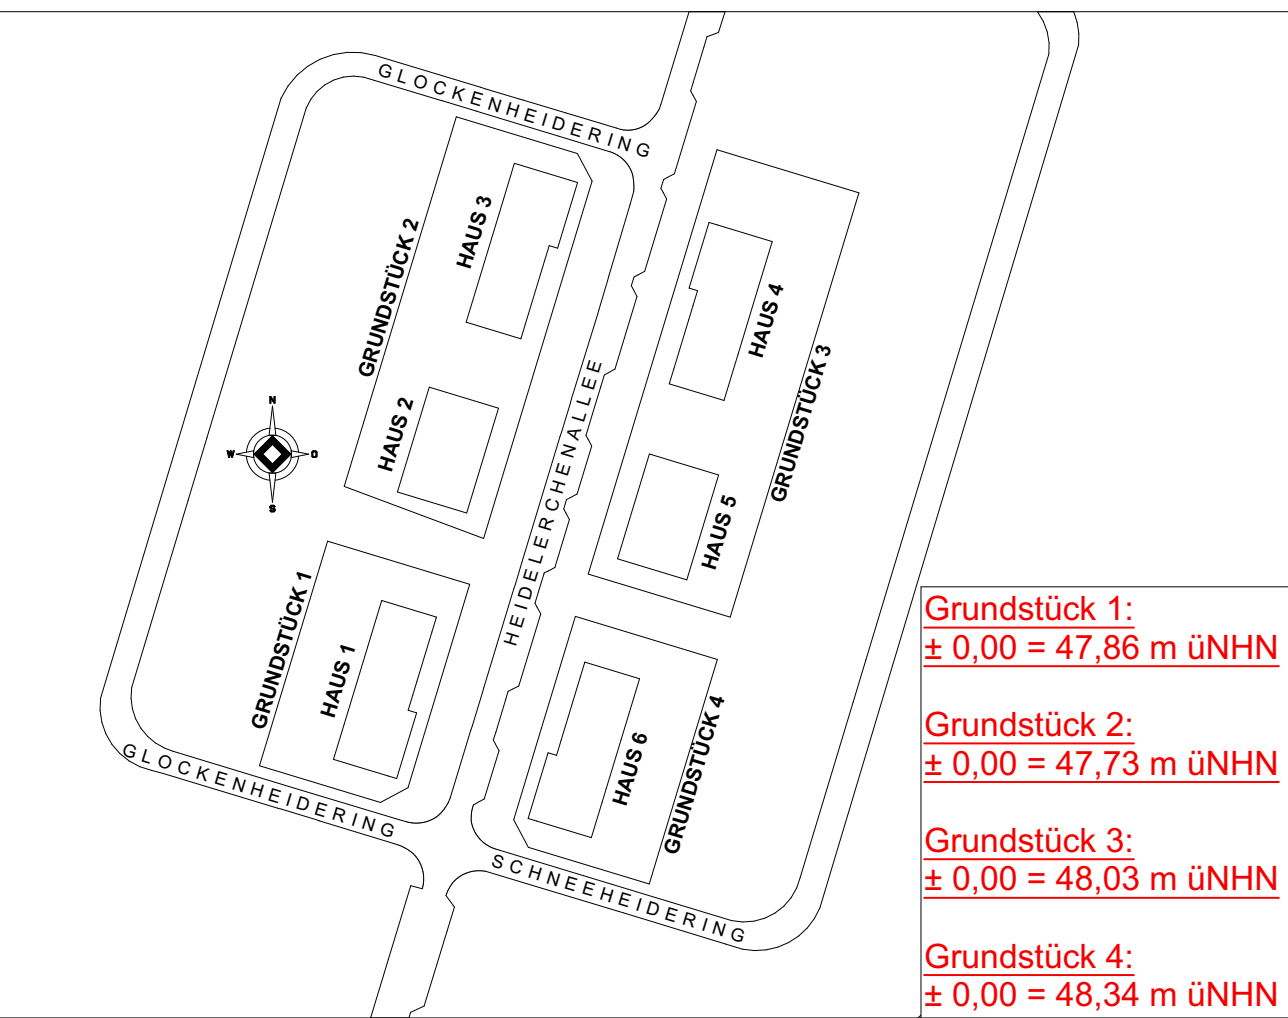 GLOCKENHEIDERING
HAUS 3
GRUNDSTÜCK 2
HAUS 4
GRUNDSTÜCK 3
HAUS 2
HEIDELERCHENALLEE
N
W
O
S
HAUS 5
GRUNDSTÜCK 1
HAUS 1
HAUS 6
GRUNDSTÜCK 4
GLOCKENHEIDERING
SCHNEEHEIDERING
Grundstück 1:
± 0,00 = 47,86 m üNHN
Grundstück 2:
± 0,00 = 47,73 m üNHN
Grundstück 3:
± 0,00 = 48,03 m üNHN
Grundstück 4:
± 0,00 = 48,34 m üNHN